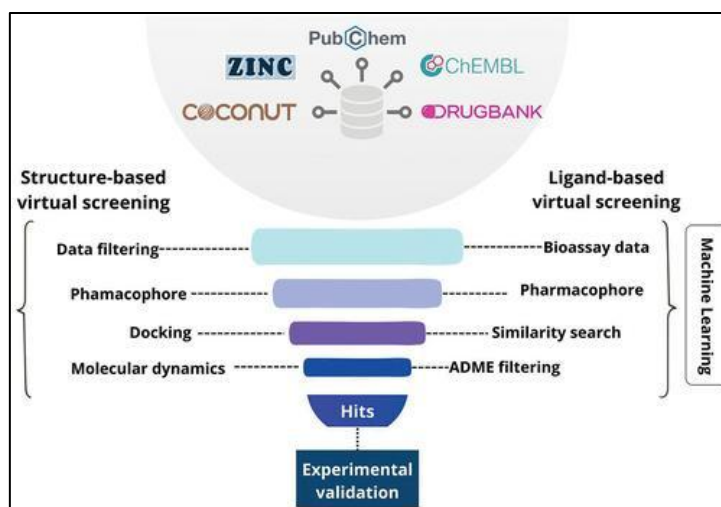 PubChem
ZINC
ChEMBL
COCONUT
DRUGBANK
Structure-based
virtual screening
Ligand-based
virtual screening
Data filtering
Bioassay data
Phamacophore
Pharmacophore
Docking
Similarity search
Molecular dynamics
ADME filtering
Machine Learning
Hits
Experimental
validation